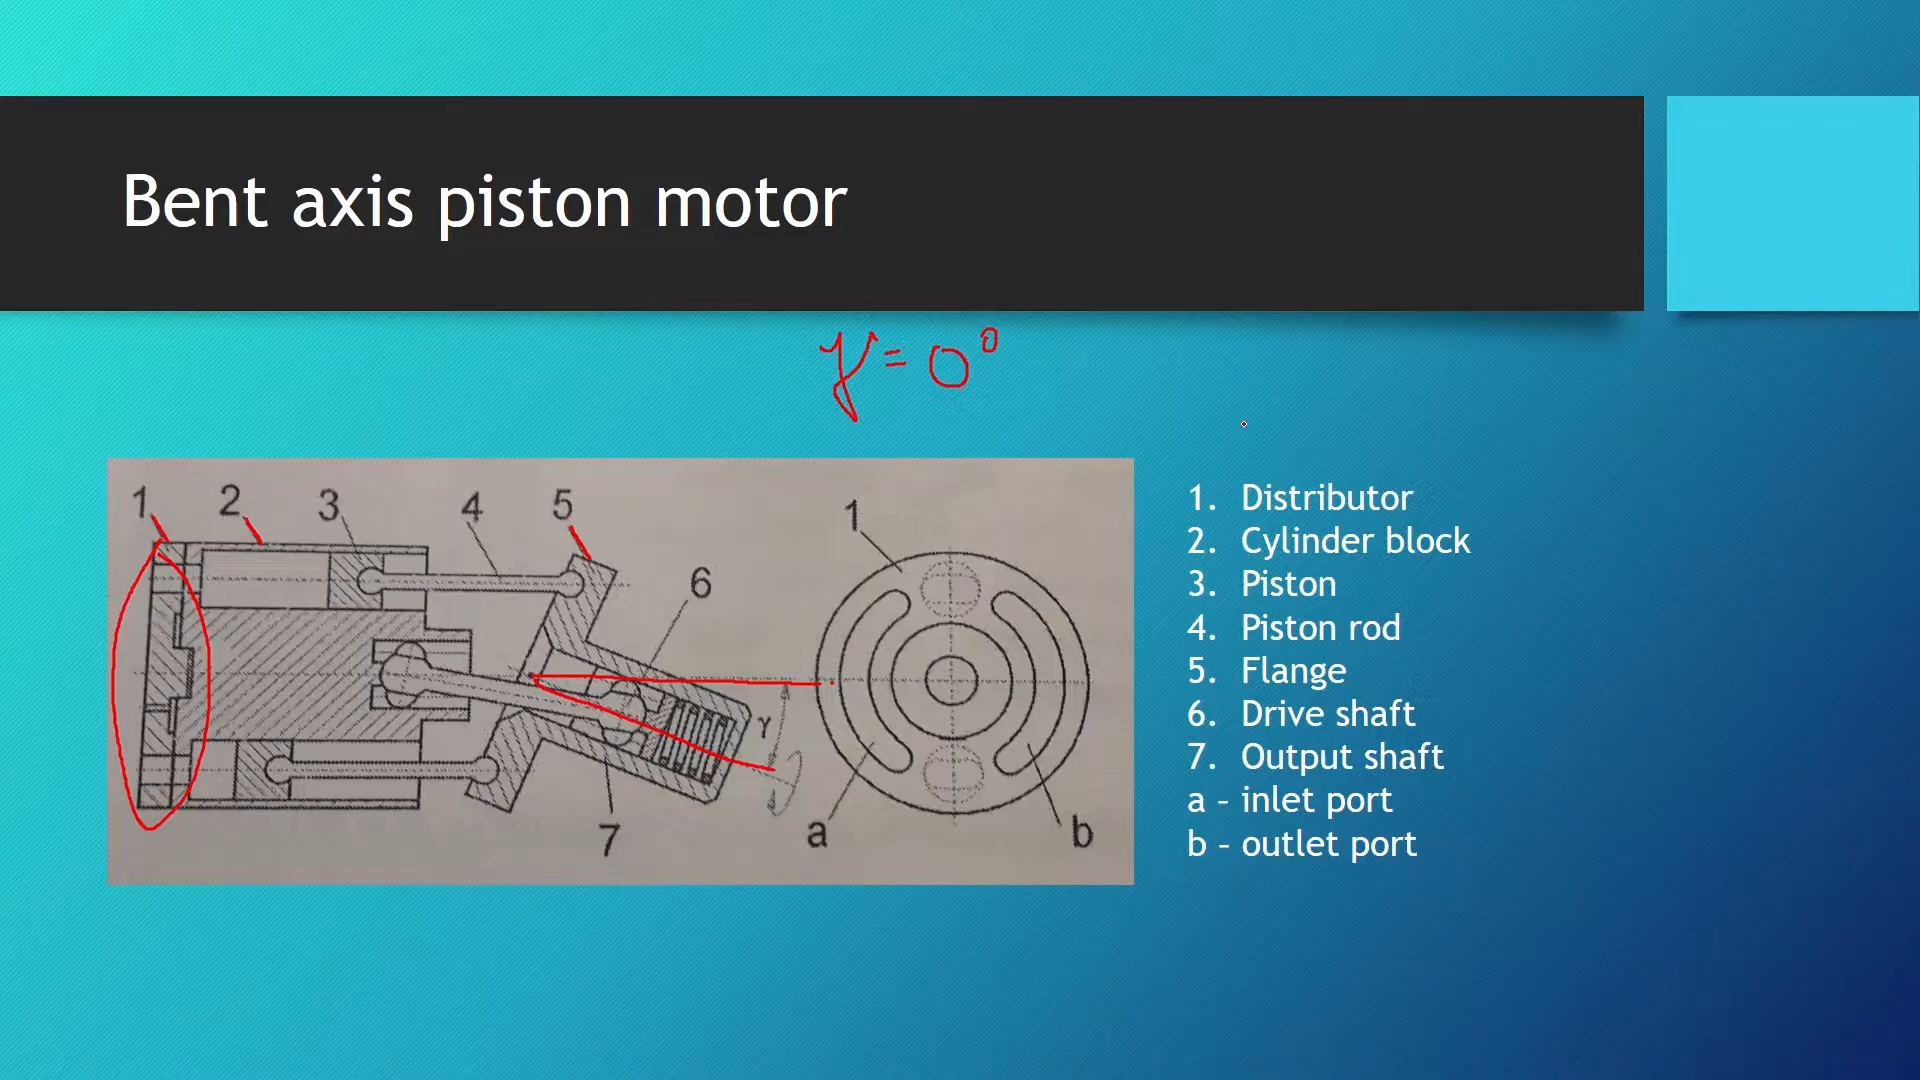 Bent axis piston motor
γ = 0°
1 2 3 4 5
6
γ
7
1
a
b
1. Distributor
2. Cylinder block
3. Piston
4. Piston rod
5. Flange
6. Drive shaft
7. Output shaft
a – inlet port
b – outlet port